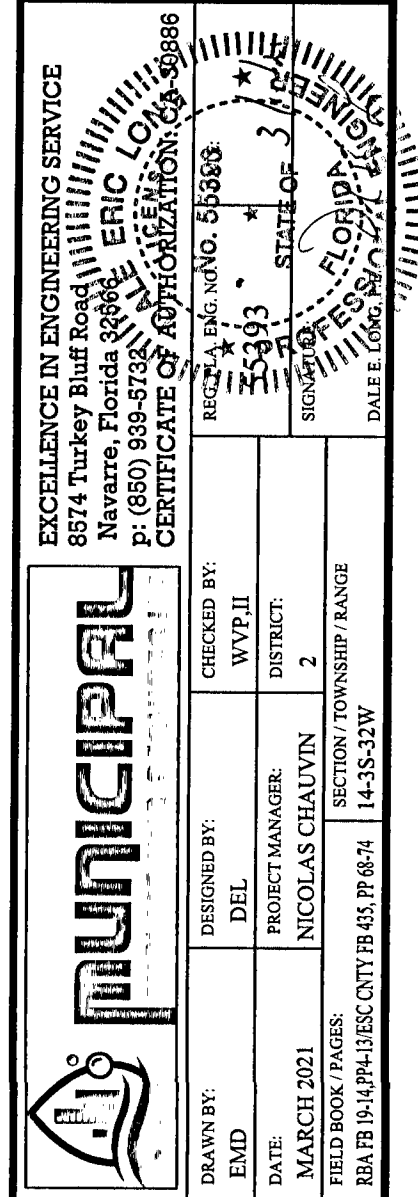 MUNICIPAL
EXCELLENCE IN ENGINEERING SERVICE
8574 Turkey Bluff Road
Navarre, Florida 32566
p: (850) 939-5732
CERTIFICATE OF AUTHORIZATION: CA-30886
DRAWN BY:
EMD
DESIGNED BY:
DEL
CHECKED BY:
WVP,II
REG. FLA. ENG. NO.
55393
DATE:
MARCH 2021
PROJECT MANAGER:
NICOLAS CHAUVIN
DISTRICT:
2
SIGNATURE:
DALE E. LONG, PE
FIELD BOOK / PAGES:
RBA FB 19-14,PP4-13/ESC CNTY FB 435, PP 68-74
SECTION / TOWNSHIP / RANGE
14-3S-32W
DALE ERIC LONG
LICENSE
No. 55393
STATE OF
FLORIDA
PROFESSIONAL ENGINEER